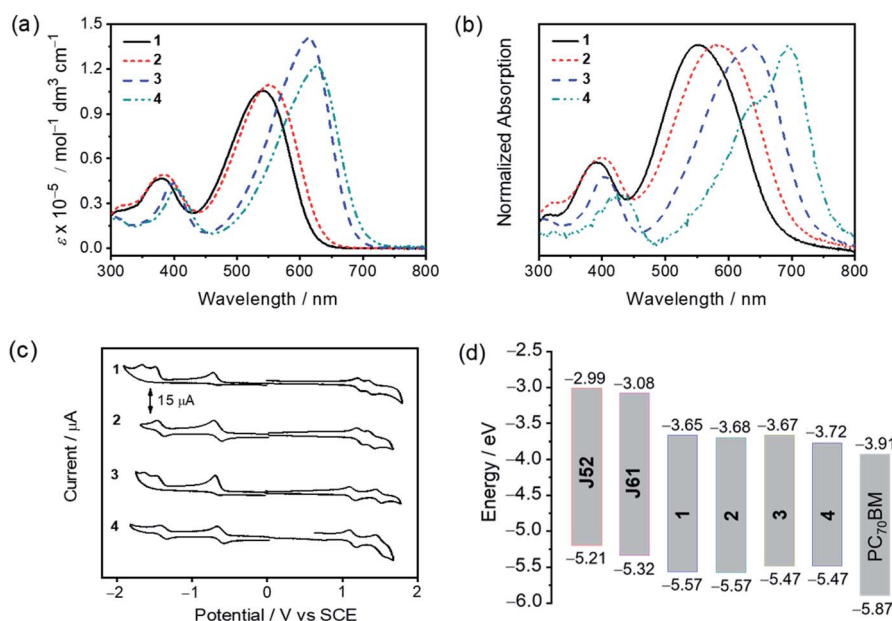 (a)
1
2
3
4
1.5
1.2
0.9
0.6
0.3
0.0
ε x 10⁻⁵ / mol⁻¹ dm³ cm⁻¹
300 400 500 600 700 800
Wavelength / nm
(b)
1
2
3
4
Normalized Absorption
300 400 500 600 700 800
Wavelength / nm
(c)
1
15 μA
2
3
4
Current / μA
−2 −1 0 1 2
Potential / V vs SCE
(d)
−2.5
−3.0
−3.5
−4.0
−4.5
−5.0
−5.5
−6.0
Energy / eV
−2.99 −3.08 −3.65 −3.68 −3.67 −3.72 −3.91
J52 J61 1 2 3 4 PC₇₀BM
−5.21 −5.32 −5.57 −5.57 −5.47 −5.47 −5.87